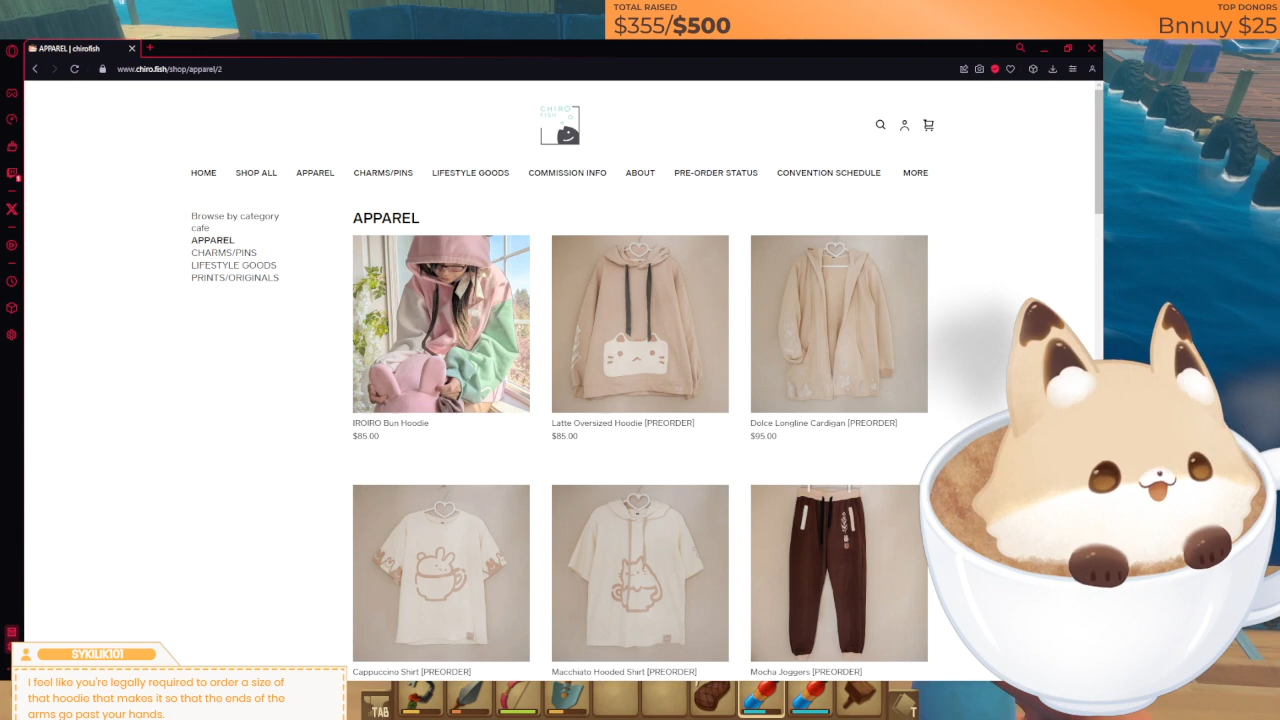 TOTAL RAISED
$355/$500
TOP DONORS
Bnnuy $25
APPAREL | chirofish
www.chiro.fish/shop/apparel/2
CHIRO
FISH
HOME
SHOP ALL
APPAREL
CHARMS/PINS
LIFESTYLE GOODS
COMMISSION INFO
ABOUT
PRE-ORDER STATUS
CONVENTION SCHEDULE
MORE
Browse by category
cafe
APPAREL
CHARMS/PINS
LIFESTYLE GOODS
PRINTS/ORIGINALS
APPAREL
IROIRO Bun Hoodie
$85.00
Latte Oversized Hoodie [PREORDER]
$85.00
Dolce Longline Cardigan [PREORDER]
$95.00
Cappuccino Shirt [PREORDER]
Macchiato Hooded Shirt [PREORDER]
Mocha Joggers [PREORDER]
SYKILIK101
I feel like you're legally required to order a size of
that hoodie that makes it so that the ends of the
arms go past your hands.
TAB
T